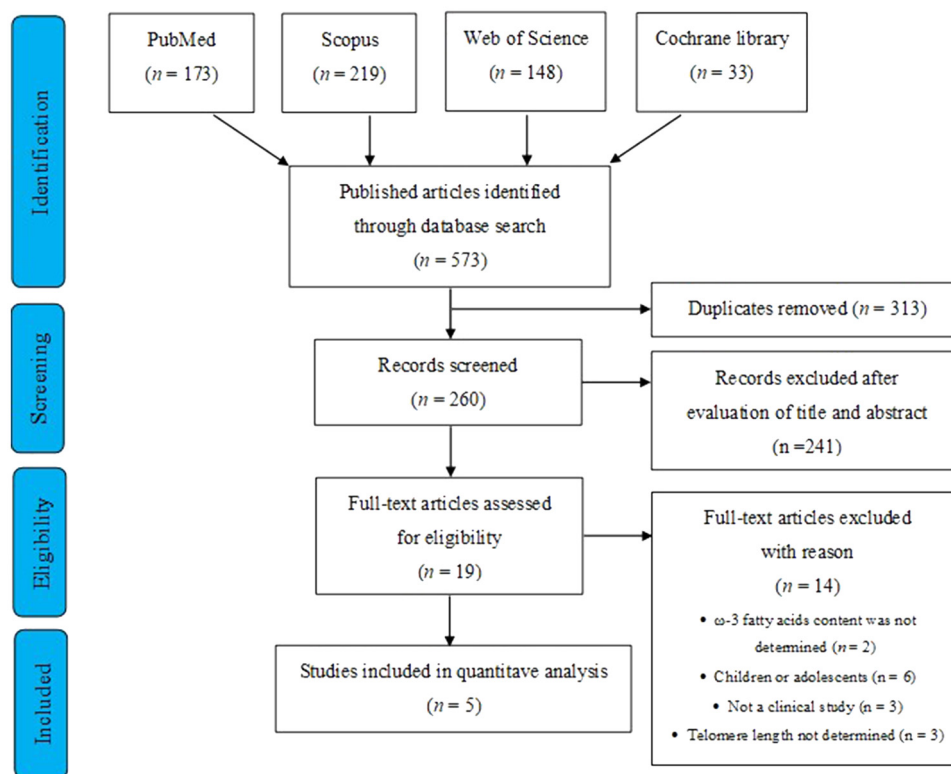 Identification
PubMed
(n = 173)
Scopus
(n = 219)
Web of Science
(n = 148)
Cochrane library
(n = 33)
Published articles identified
through database search
(n = 573)
Duplicates removed (n = 313)
Screening
Records screened
(n = 260)
Records excluded after
evaluation of title and abstract
(n =241)
Eligibility
Full-text articles assessed
for eligibility
(n = 19)
Full-text articles excluded
with reason
(n = 14)
• ω-3 fatty acids content was not
determined (n = 2)
• Children or adolescents (n = 6)
• Not a clinical study (n = 3)
• Telomere length not determined (n = 3)
Included
Studies included in quantitave analysis
(n = 5)